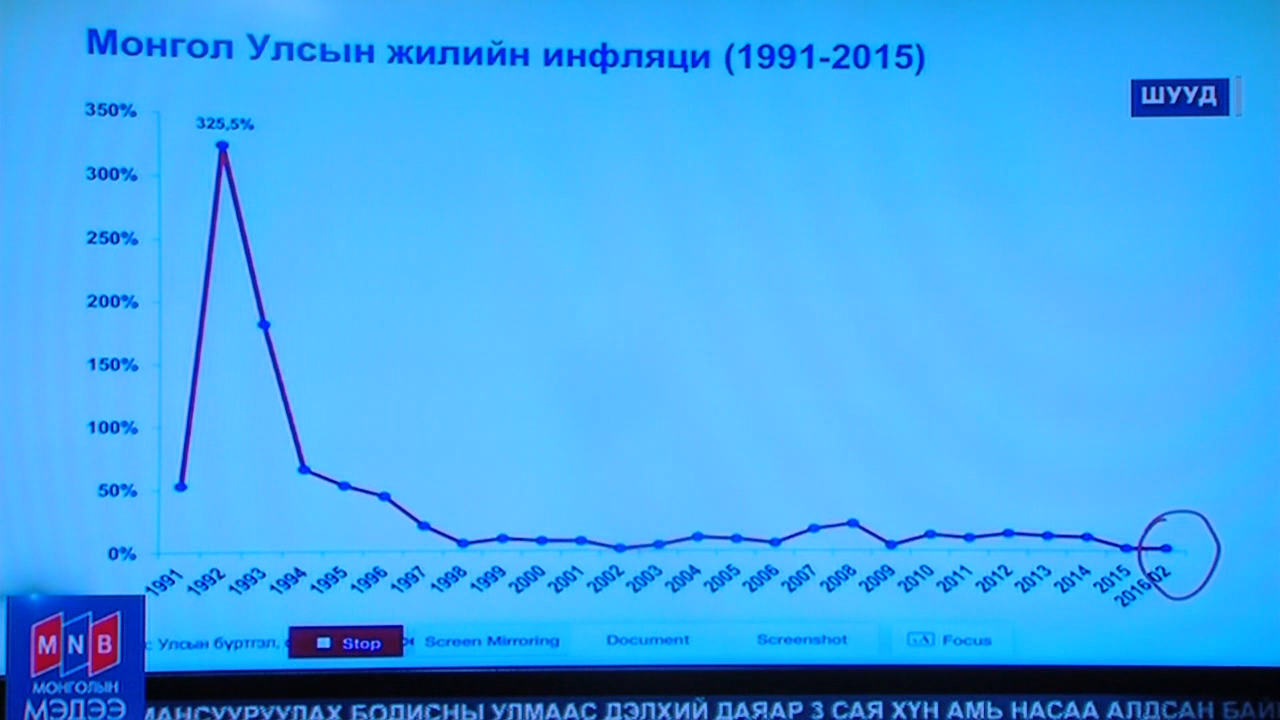 Монгол Улсын жилийн инфляци (1991-2015)
ШУУД
350%
325,5%
300%
250%
200%
150%
100%
50%
0%
1991 1992 1993 1994 1995 1996 1997 1998 1999 2000 2001 2002 2003 2004 2005 2006 2007 2008 2009 2010 2011 2012 2013 2014 2015 2016.02
Улсын бүртгэл,
Stop Screen Mirroring Document Screenshot Focus
MNB
МОНГОЛЫН
МЭДЭЭ
МАНСУУРУУЛАХ БОДИСНЫ УЛМААС ДЭЛХИЙ ДАЯАР 3 САЯ ХҮН АМЬ НАСАА АЛДСАН БАЙ